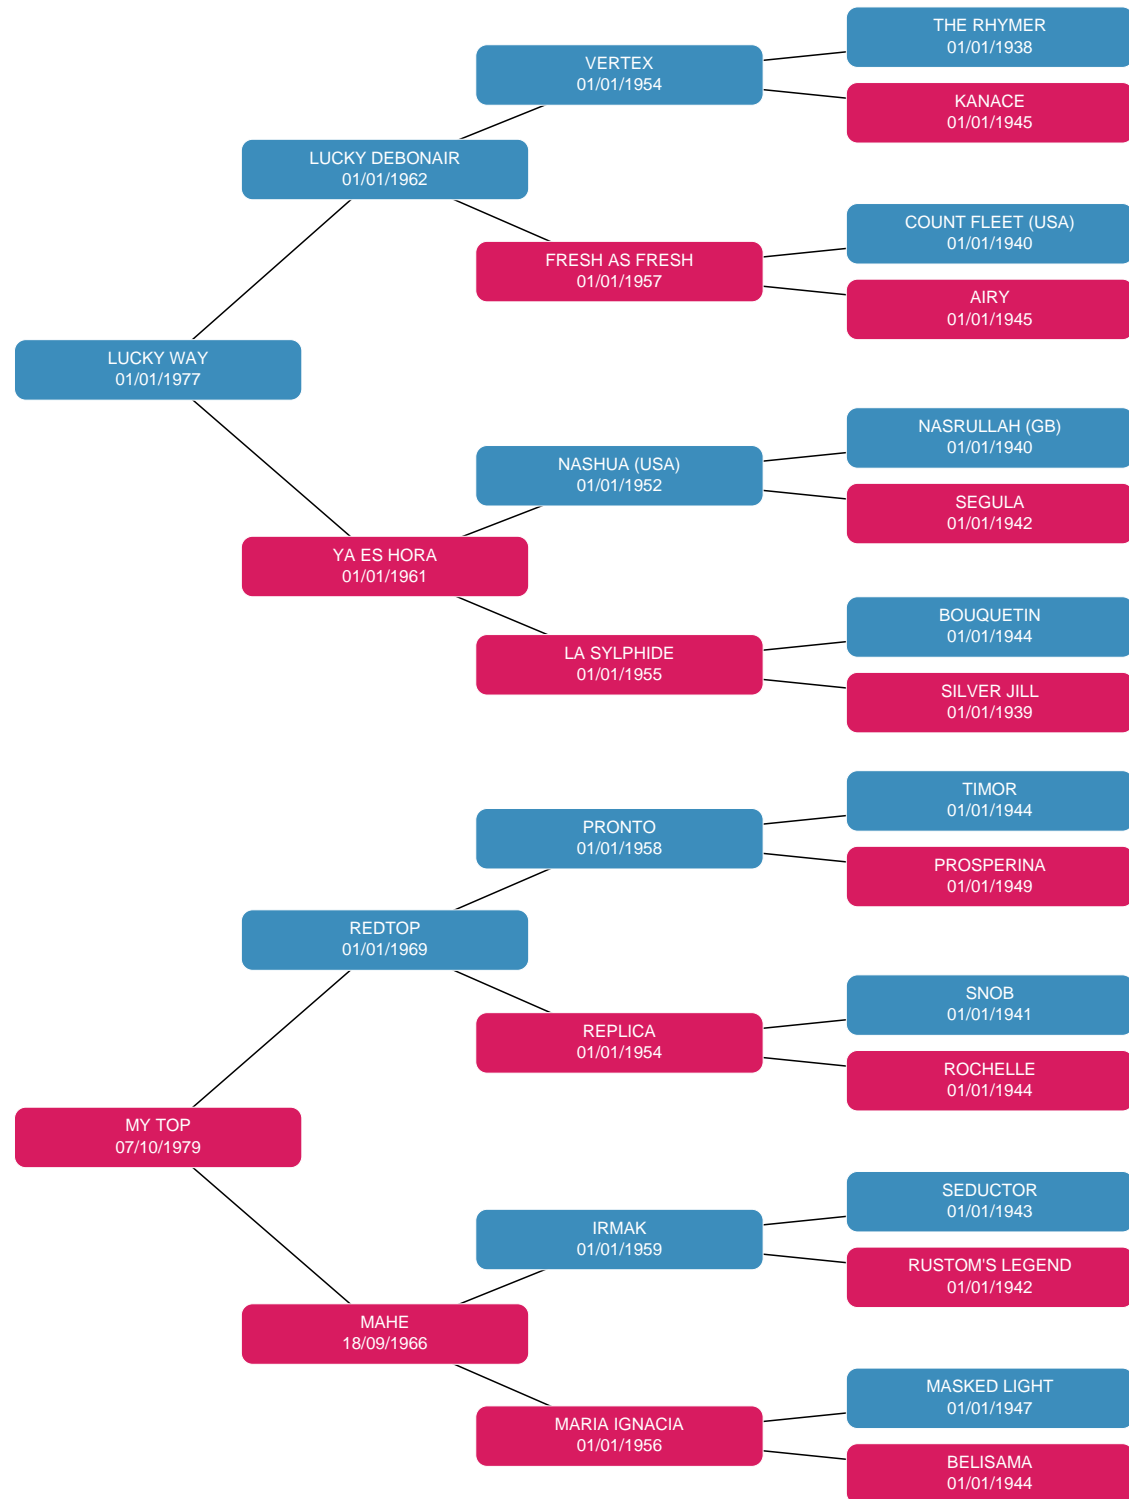 THE RHYMER
01/01/1938
VERTEX
01/01/1954
KANACE
01/01/1945
LUCKY DEBONAIR
01/01/1962
COUNT FLEET (USA)
01/01/1940
FRESH AS FRESH
01/01/1957
AIRY
01/01/1945
LUCKY WAY
01/01/1977
NASRULLAH (GB)
01/01/1940
NASHUA (USA)
01/01/1952
SEGULA
01/01/1942
YA ES HORA
01/01/1961
BOUQUETIN
01/01/1944
LA SYLPHIDE
01/01/1955
SILVER JILL
01/01/1939
TIMOR
01/01/1944
PRONTO
01/01/1958
PROSPERINA
01/01/1949
REDTOP
01/01/1969
SNOB
01/01/1941
REPLICA
01/01/1954
ROCHELLE
01/01/1944
MY TOP
07/10/1979
SEDUCTOR
01/01/1943
IRMAK
01/01/1959
RUSTOM'S LEGEND
01/01/1942
MAHE
18/09/1966
MASKED LIGHT
01/01/1947
MARIA IGNACIA
01/01/1956
BELISAMA
01/01/1944